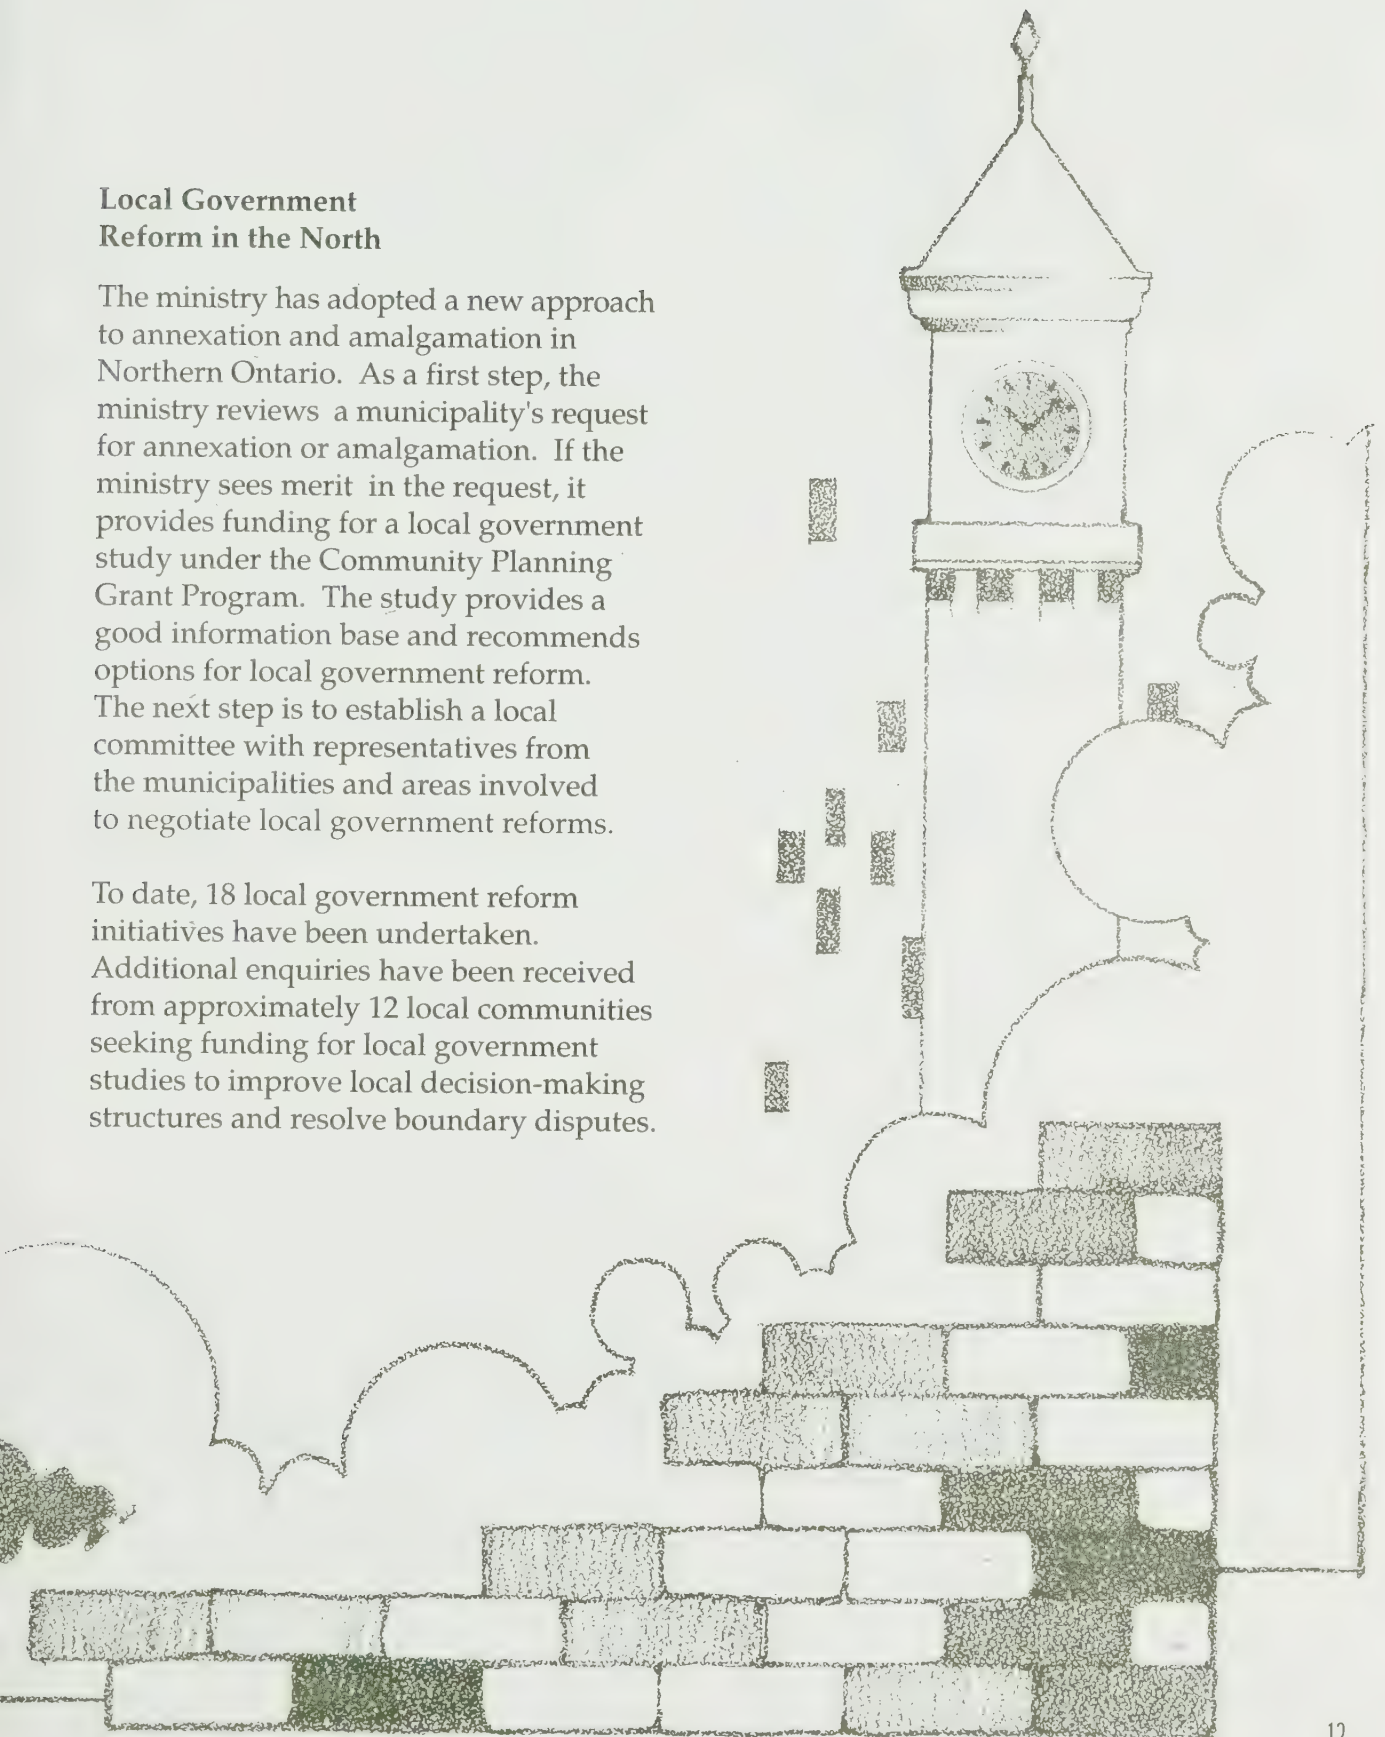 Local Government
Reform in the North
The ministry has adopted a new approach
to annexation and amalgamation in
Northern Ontario. As a first step, the
ministry reviews a municipality's request
for annexation or amalgamation. If the
ministry sees merit in the request, it
provides funding for a local government
study under the Community Planning
Grant Program. The study provides a
good information base and recommends
options for local government reform.
The next step is to establish a local
committee with representatives from
the municipalities and areas involved
to negotiate local government reforms.
To date, 18 local government reform
initiatives have been undertaken.
Additional enquiries have been received
from approximately 12 local communities
seeking funding for local government
studies to improve local decision-making
structures and resolve boundary disputes.